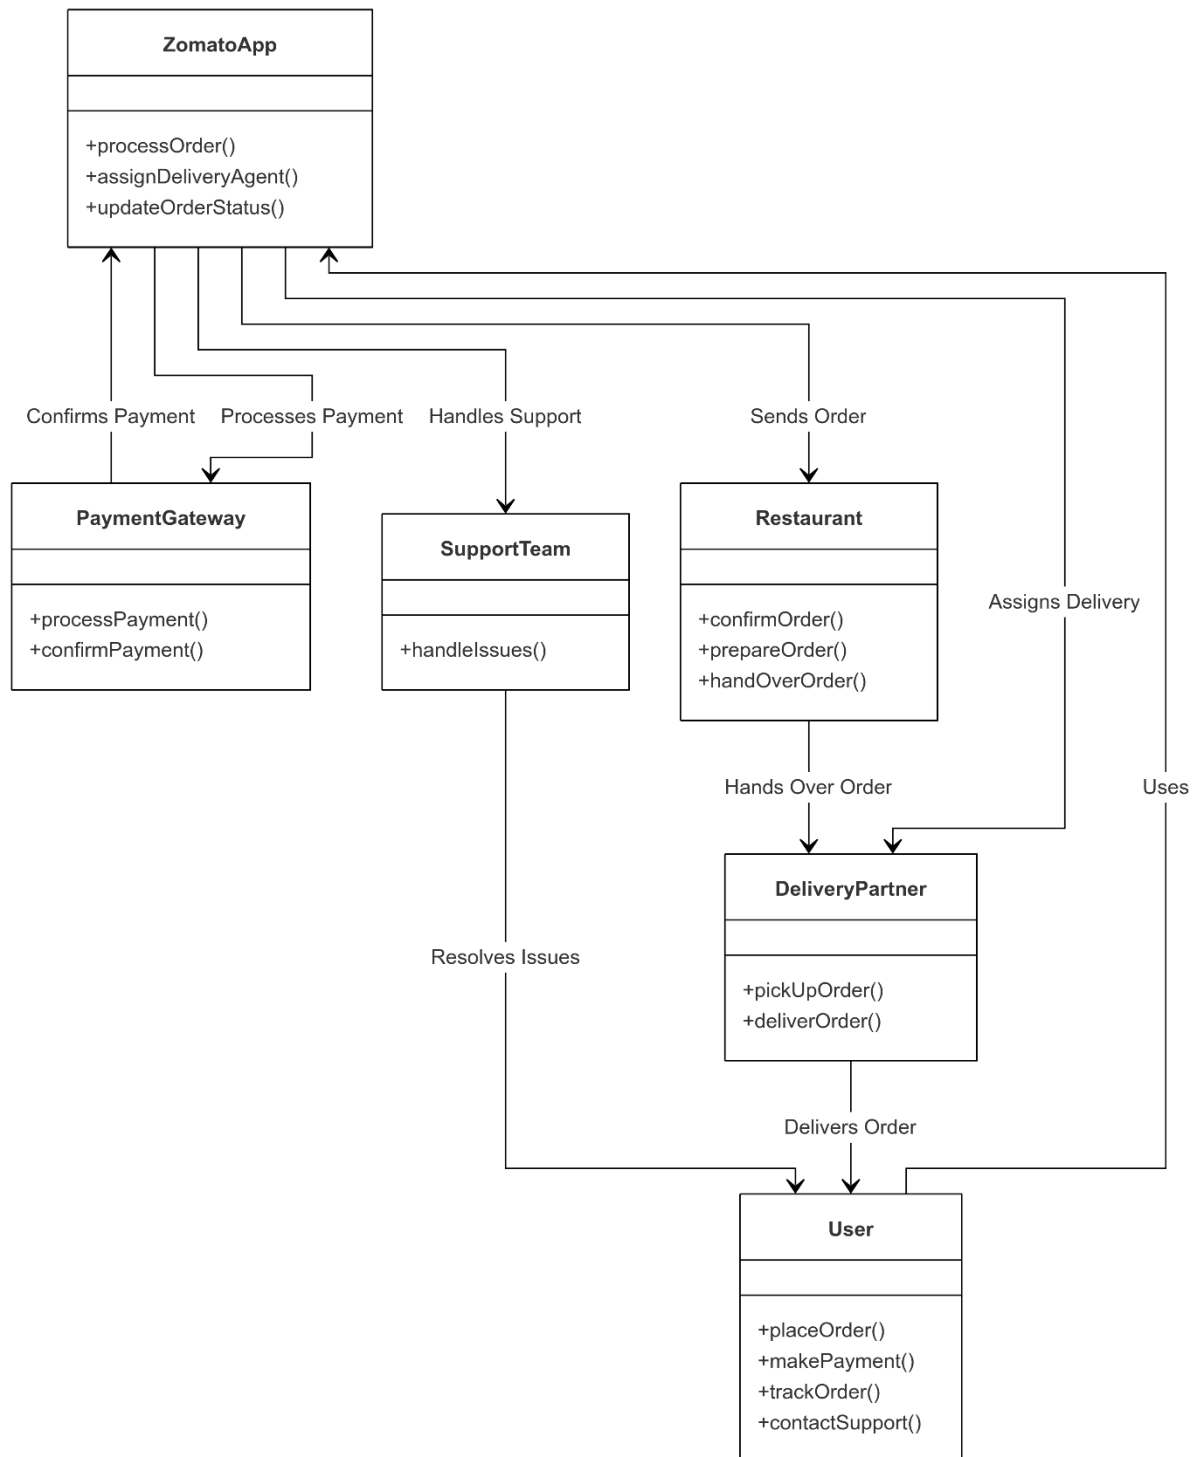 ZomatoApp
+processOrder()
+assignDeliveryAgent()
+updateOrderStatus()
Confirms Payment
Processes Payment
Handles Support
Sends Order
PaymentGateway
+processPayment()
+confirmPayment()
SupportTeam
+handleIssues()
Restaurant
+confirmOrder()
+prepareOrder()
+handOverOrder()
Assigns Delivery
Hands Over Order
Uses
DeliveryPartner
+pickUpOrder()
+deliverOrder()
Resolves Issues
Delivers Order
User
+placeOrder()
+makePayment()
+trackOrder()
+contactSupport()